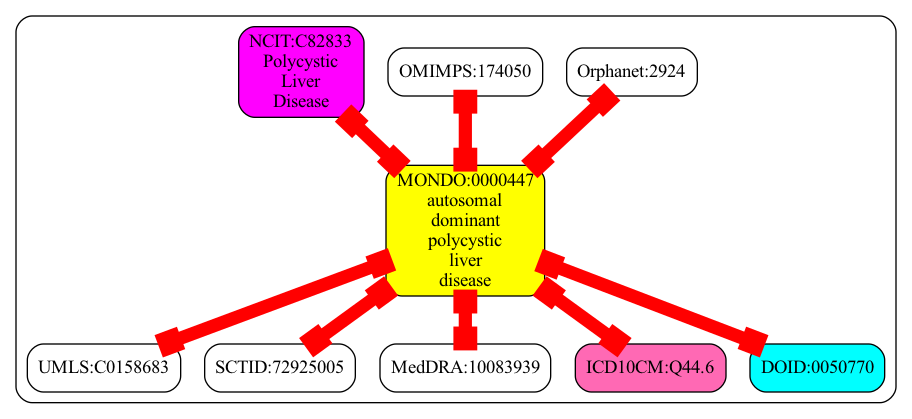 NCIT:C82833
Polycystic
Liver
Disease
OMIMPS:174050
Orphanet:2924
MONDO:0000447
autosomal
dominant
polycystic
liver
disease
UMLS:C0158683
SCTID:72925005
MedDRA:10083939
ICD10CM:Q44.6
DOID:0050770